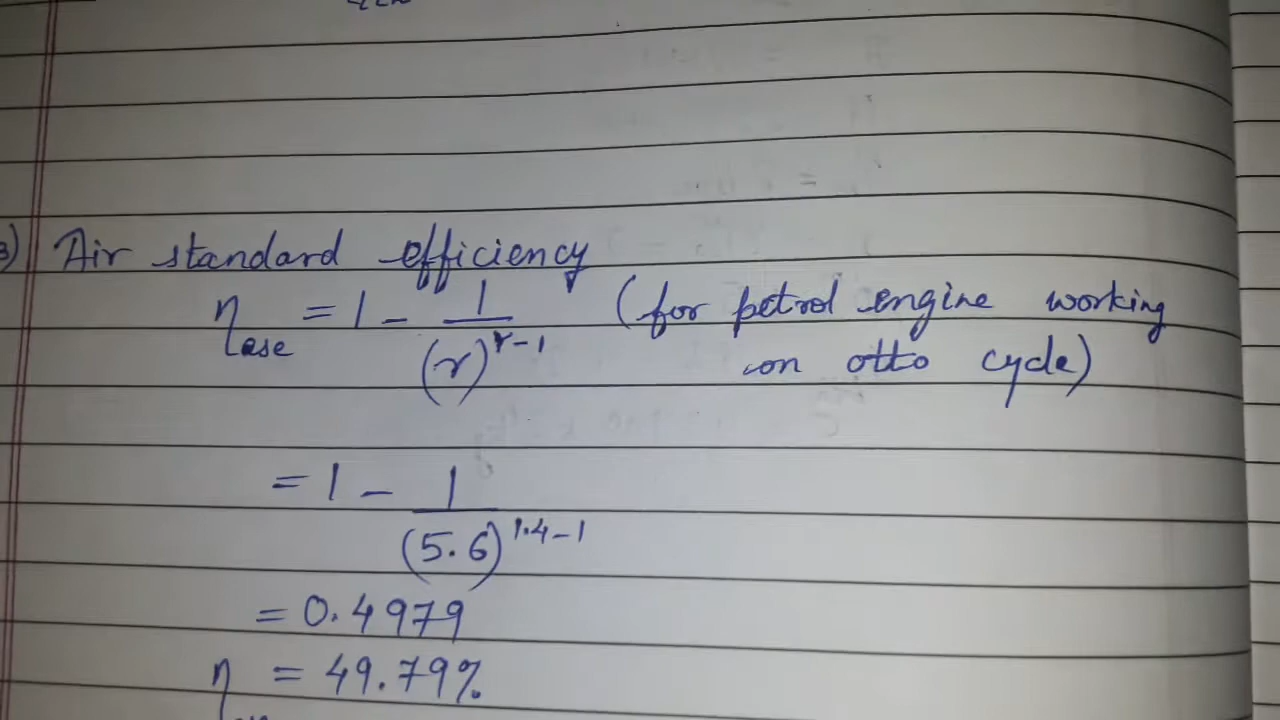 3) Air standard efficiency
η_ase = 1 - 1/(r)^γ-1 (for petrol engine working
on otto cycle)
= 1 - 1/(5.6)^1.4-1
= 0.4979
η = 49.79%